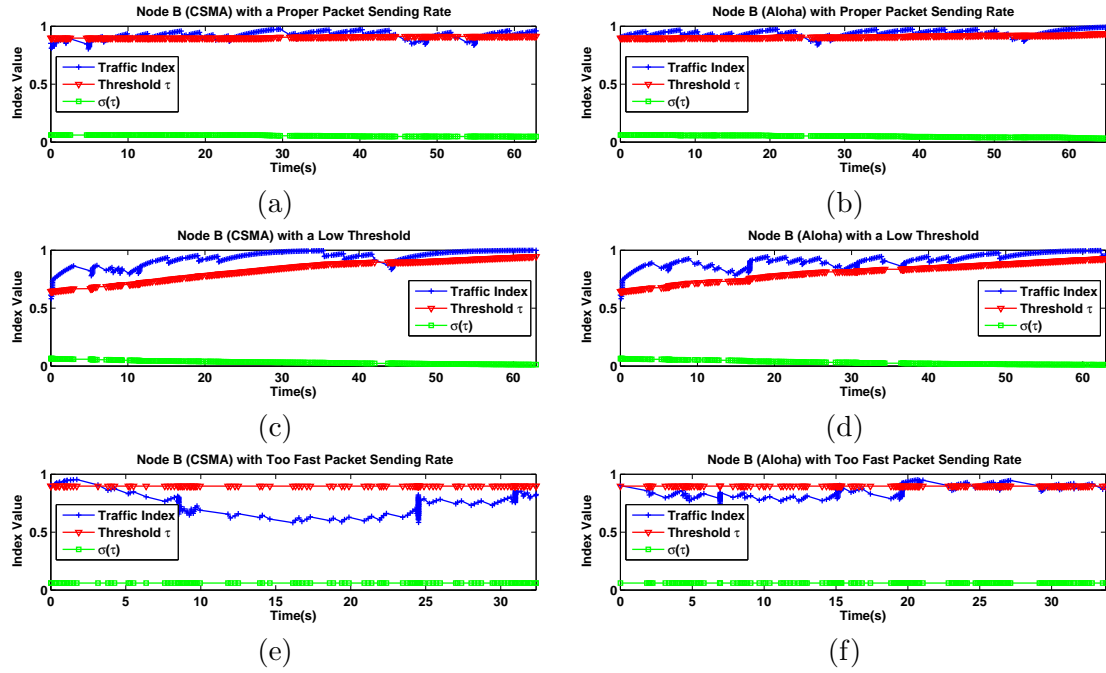 Node B (CSMA) with a Proper Packet Sending Rate
Index Value
1
0.5
0
Traffic Index
Threshold τ
σ(τ)
0 10 20 30 40 50 60
Time(s)
(a)
Node B (Aloha) with Proper Packet Sending Rate
Index Value
1
0.5
0
Traffic Index
Threshold τ
σ(τ)
0 10 20 30 40 50 60
Time(s)
(b)
Node B (CSMA) with a Low Threshold
Index Value
1
0.5
0
Traffic Index
Threshold τ
σ(τ)
0 10 20 30 40 50 60
Time(s)
(c)
Node B (Aloha) with a Low Threshold
Index Value
1
0.5
0
Traffic Index
Threshold τ
σ(τ)
0 10 20 30 40 50 60
Time(s)
(d)
Node B (CSMA) with Too Fast Packet Sending Rate
Index Value
1
0.5
0
Traffic Index
Threshold τ
σ(τ)
0 5 10 15 20 25 30
Time(s)
(e)
Node B (Aloha) with Too Fast Packet Sending Rate
Index Value
1
0.5
0
Traffic Index
Threshold τ
σ(τ)
0 5 10 15 20 25 30
Time(s)
(f)